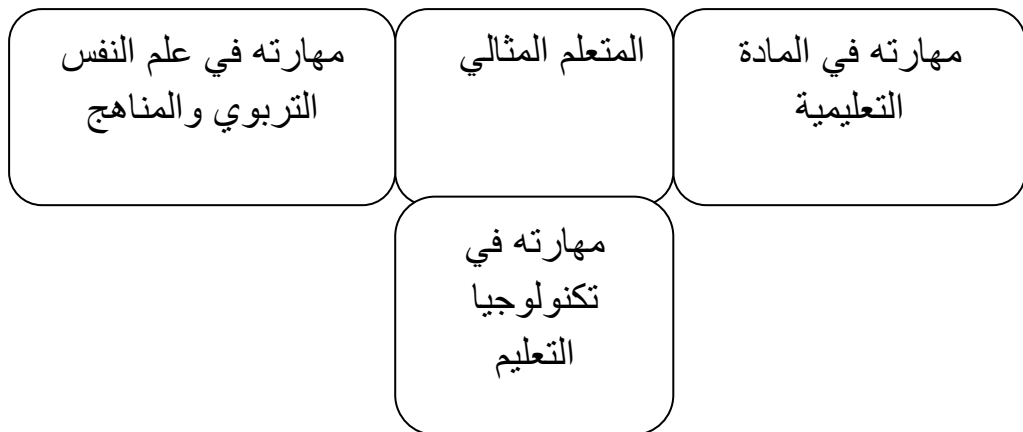 مهارته في المادة
التعليمية
المتعلم المثالي
مهارته في علم النفس
التربوي والمناهج
مهارته في
تكنولوجيا
التعليم